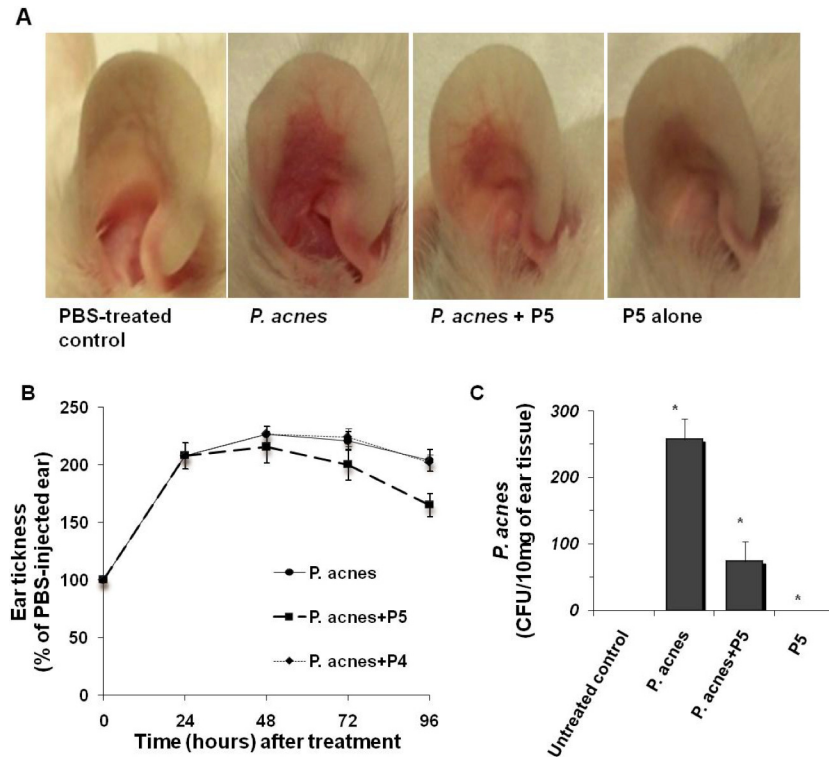 A
PBS-treated
control
P. acnes
P. acnes + P5
P5 alone
B
Ear tickness
(% of PBS-injected ear)
250
200
150
100
50
0
P. acnes
P. acnes+P5
P. acnes+P4
0 24 48 72 96
Time (hours) after treatment
C
P. acnes
(CFU/10mg of ear tissue)
300
200
100
0
*
*
*
Untreated control
P. acnes
P. acnes+P5
P5